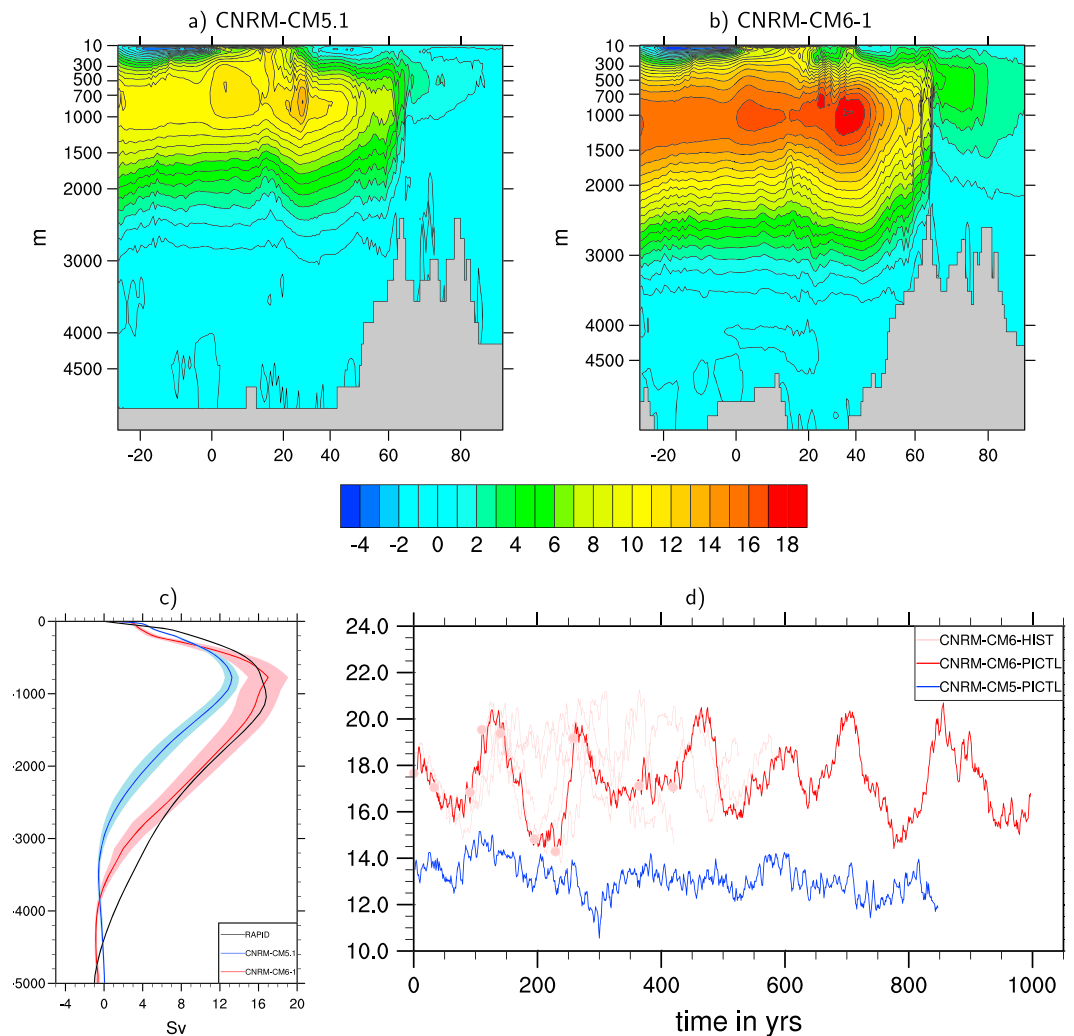 a) CNRM-CM5.1
b) CNRM-CM6-1
10
300
500
700
1000
1500
2000
3000
4000
4500
m
-20 0 20 40 60 80
10
300
500
700
1000
1500
2000
3000
4000
4500
m
-20 0 20 40 60 80
-4 -2 0 2 4 6 8 10 12 14 16 18
c)
0
·1000
·2000
·3000
·4000
·5000
-4 0 4 8 12 16 20
Sv
RAPID
CNRM-CM5.1
CNRM-CM6-1
d)
24.0
22.0
20.0
18.0
16.0
14.0
12.0
10.0
0 200 400 600 800 1000
time in yrs
CNRM-CM6-HIST
CNRM-CM6-PICTL
CNRM-CM5-PICTL